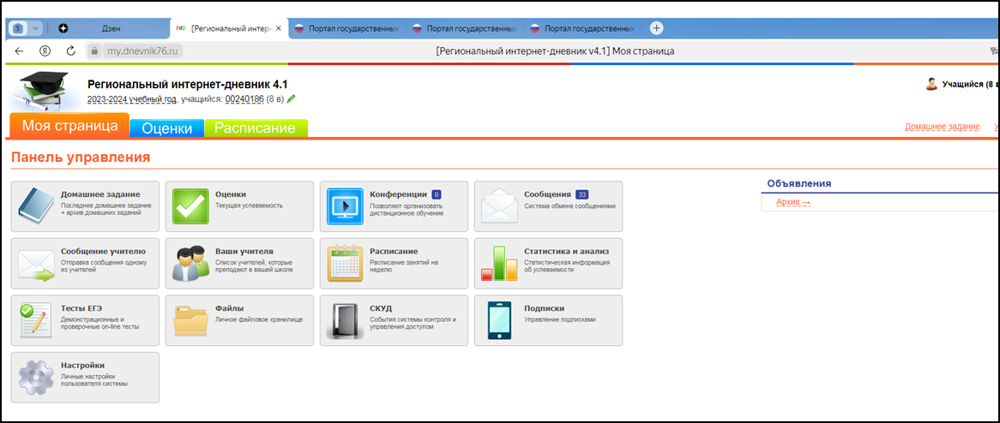 S
Дзен
РИД [Региональный интерн
Портал государственных
Портал государственных
Портал государственных
Я
my.dnevnik76.ru
[Региональный интернет-дневник v4.1] Моя страница
Региональный интернет-дневник 4.1
2023-2024 учебный год, учащийся: 00240186 (8 в)
Учащийся (8 в
Моя страница
Оценки
Расписание
Домашнее задание
Панель управления
Домашнее задание
Последнее домашнее задание
+ архив домашних заданий
Оценки
Текущая успеваемость
Конференции 0
Позволяют организовать
дистанционное обучение
Сообщения 33
Система обмена сообщениями
Объявления
Архив →
Сообщение учителю
Отправка сообщения одному
из учителей
Ваши учителя
Список учителей, которые
преподают в вашей школе
Расписание
Расписание занятий на
неделю
Статистика и анализ
Статистическая информация
об успеваемости
Тесты ЕГЭ
Демонстрационные и
проверочные on-line тесты
Файлы
Личное файловое хранилище
СКУД
События системы контроля и
управления доступом
Подписки
Управление подписками
Настройки
Личные настройки
пользователя системы